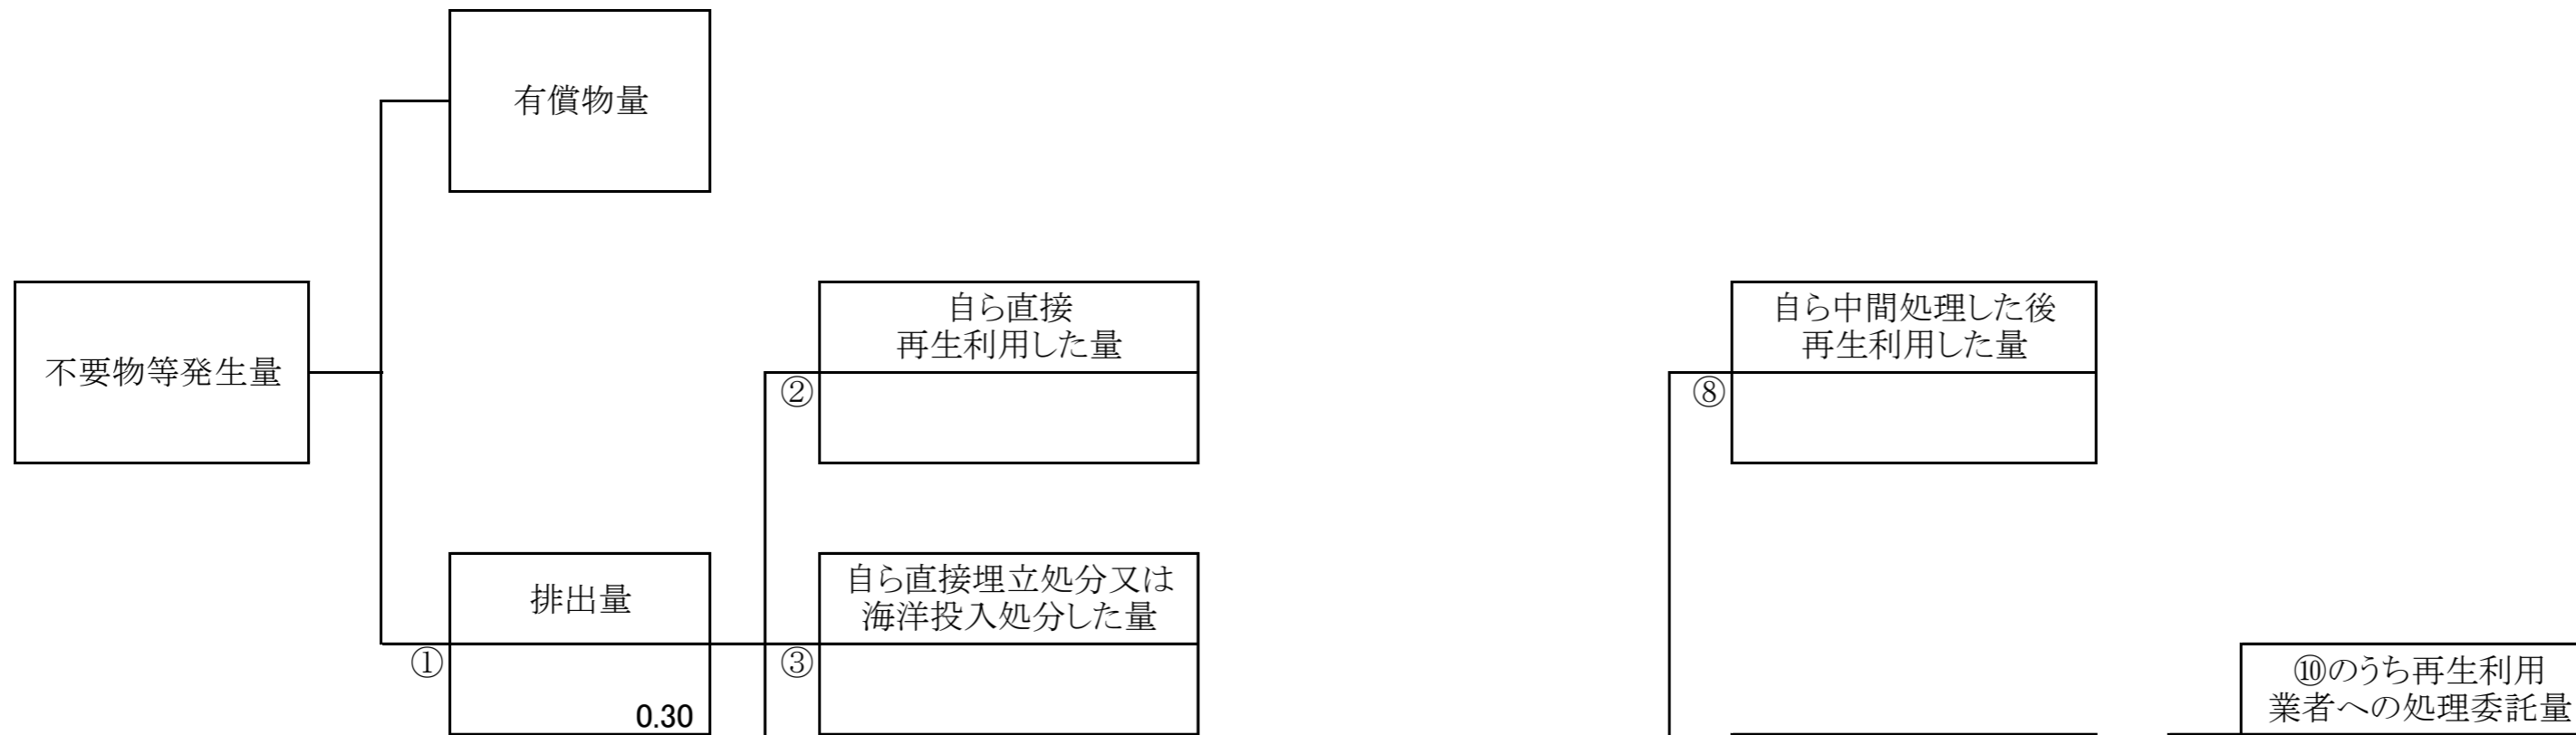 有償物量
不要物等発生量
自ら直接
再生利用した量
②
自ら中間処理した後
再生利用した量
⑧
排出量
①
0.30
自ら直接埋立処分又は
海洋投入処分した量
③
⑩のうち再生利用
業者への処理委託量